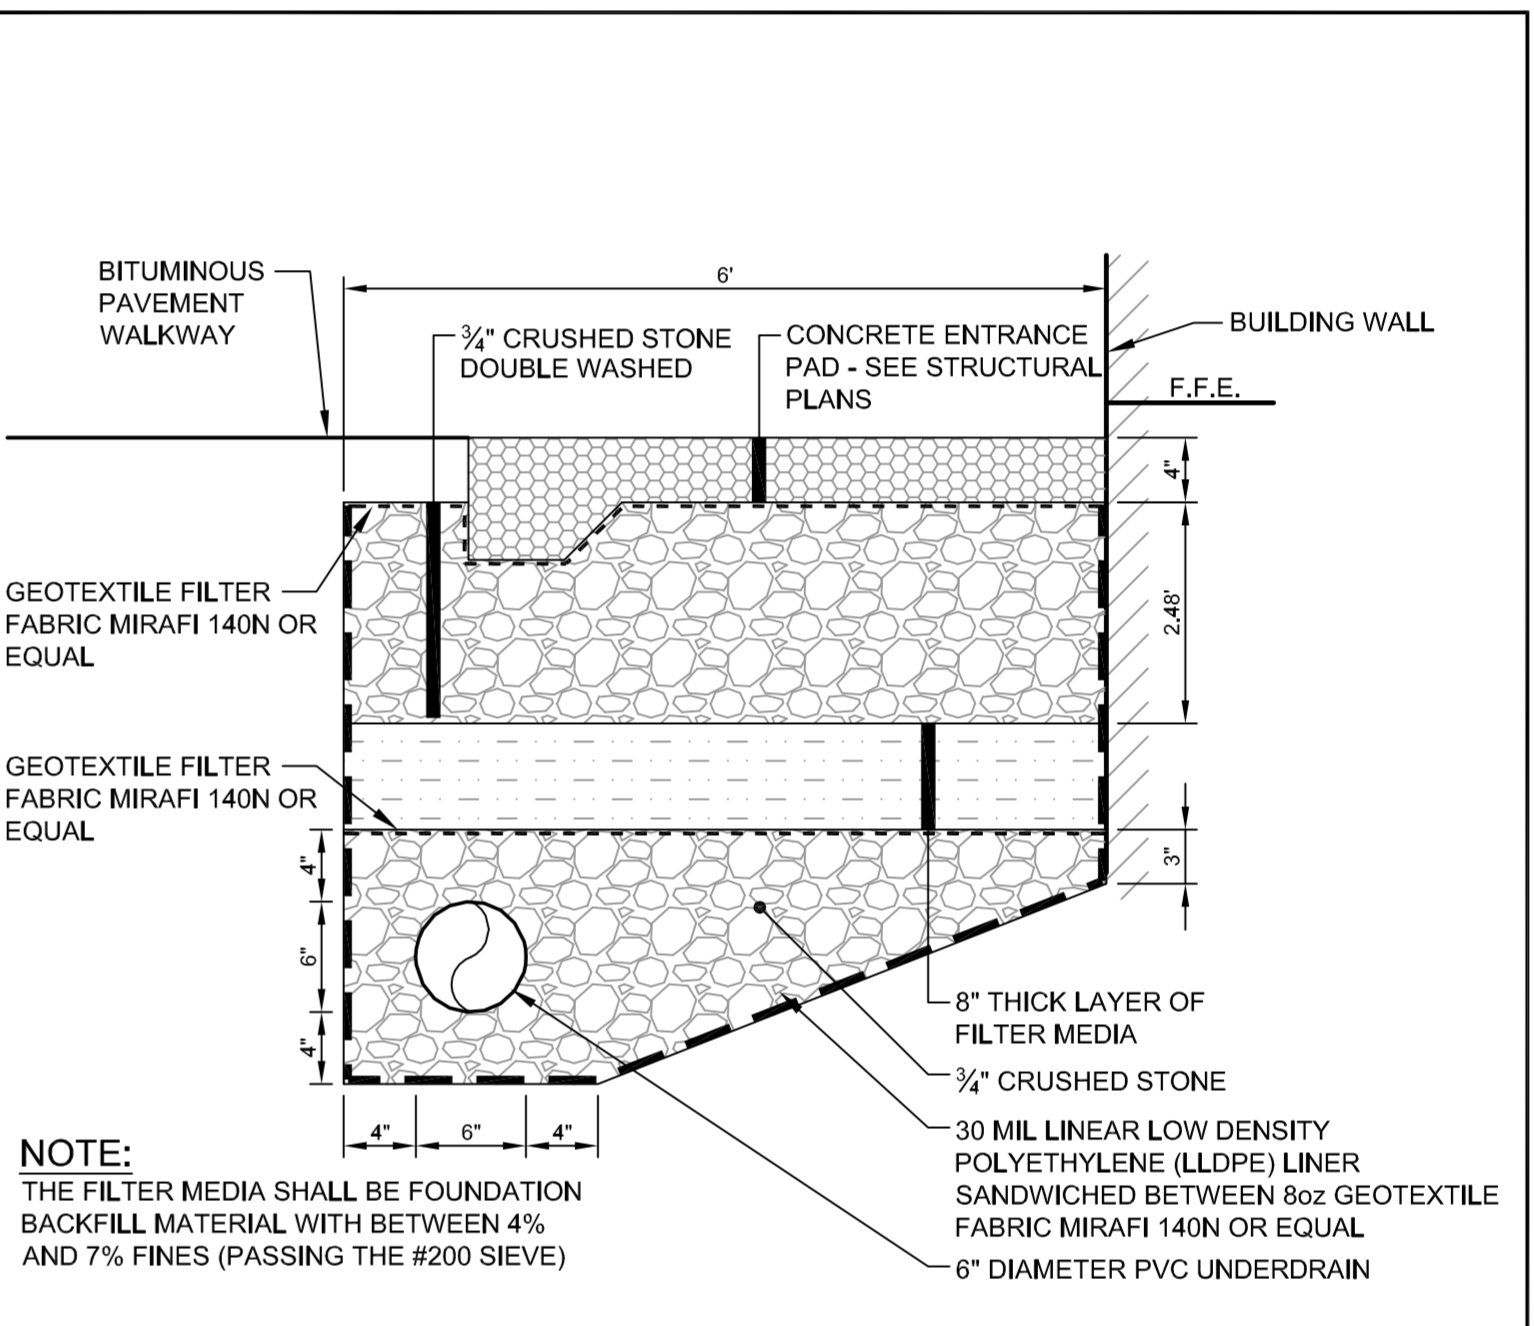 6'
BITUMINOUS
PAVEMENT
WALKWAY
¾" CRUSHED STONE
DOUBLE WASHED
CONCRETE ENTRANCE
PAD - SEE STRUCTURAL
PLANS
BUILDING WALL
F.F.E.
4"
2.48'
GEOTEXTILE FILTER
FABRIC MIRAFI 140N OR
EQUAL
GEOTEXTILE FILTER
FABRIC MIRAFI 140N OR
EQUAL
3"
4"
6"
4"
4"
6"
4"
8" THICK LAYER OF
FILTER MEDIA
¾" CRUSHED STONE
30 MIL LINEAR LOW DENSITY
POLYETHYLENE (LLDPE) LINER
SANDWICHED BETWEEN 8oz GEOTEXTILE
FABRIC MIRAFI 140N OR EQUAL
6" DIAMETER PVC UNDERDRAIN
NOTE:
THE FILTER MEDIA SHALL BE FOUNDATION
BACKFILL MATERIAL WITH BETWEEN 4%
AND 7% FINES (PASSING THE #200 SIEVE)